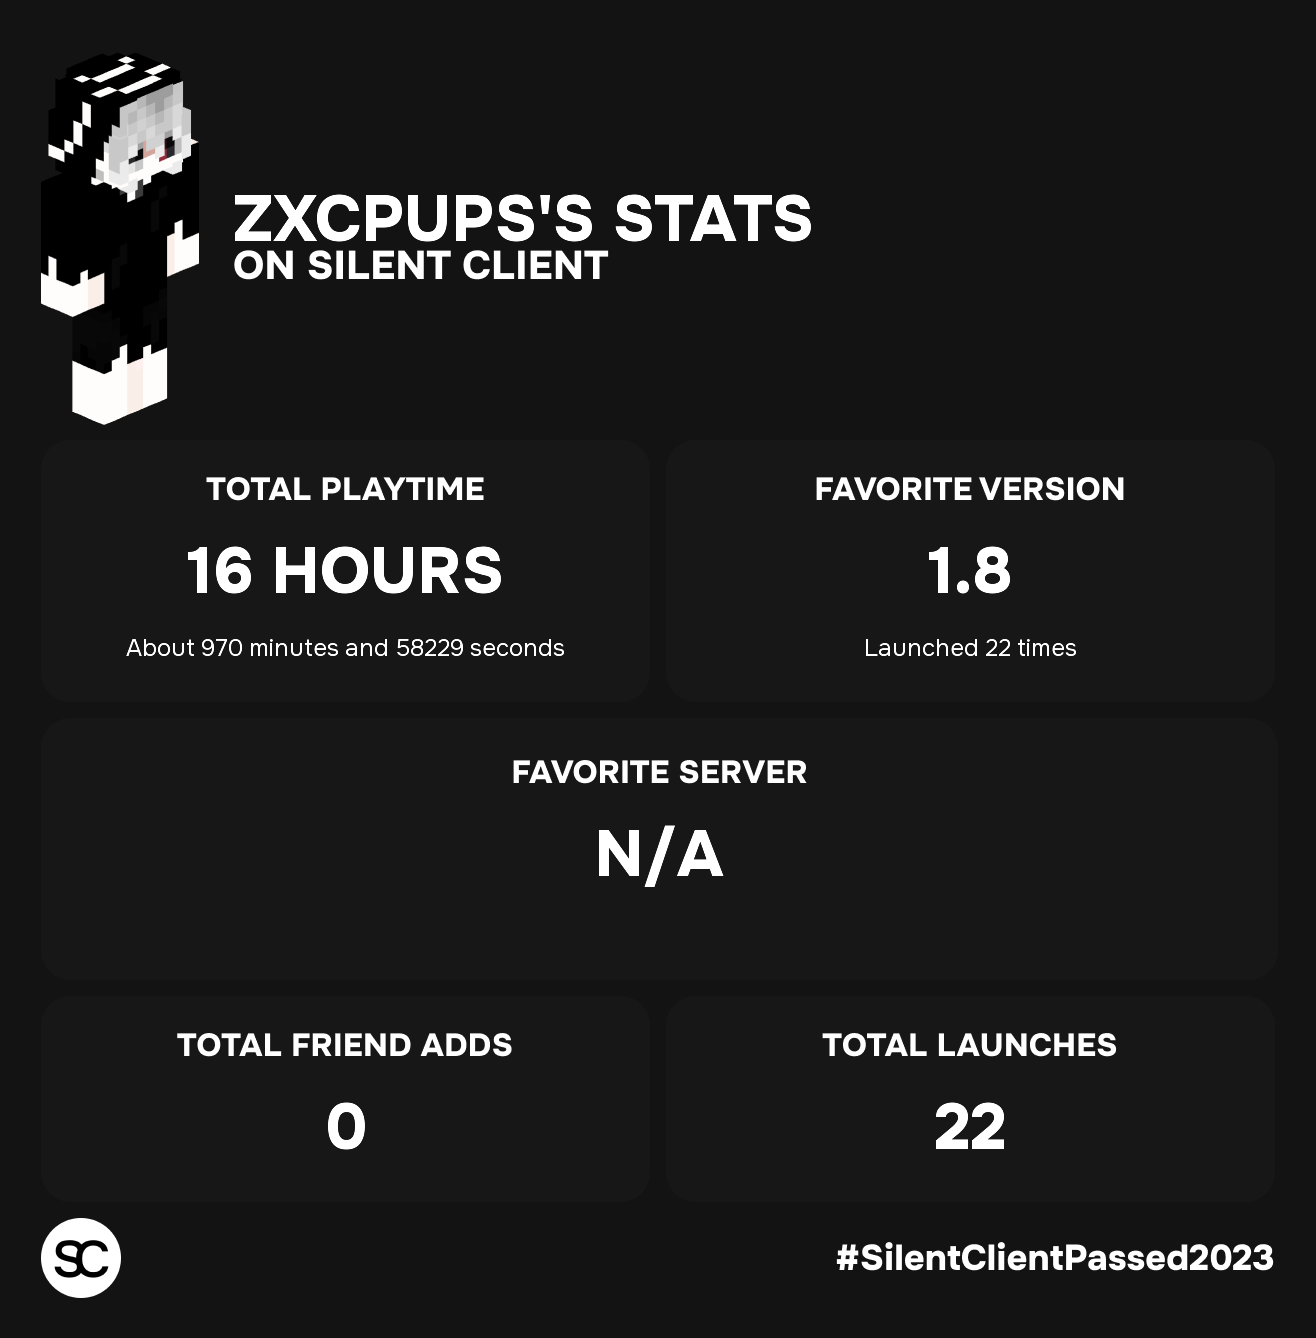 ZXCPUPS'S STATS
ON SILENT CLIENT
TOTAL PLAYTIME
16 HOURS
About 970 minutes and 58229 seconds
FAVORITE VERSION
1.8
Launched 22 times
FAVORITE SERVER
N/A
TOTAL FRIEND ADDS
0
TOTAL LAUNCHES
22
SC
#SilentClientPassed2023